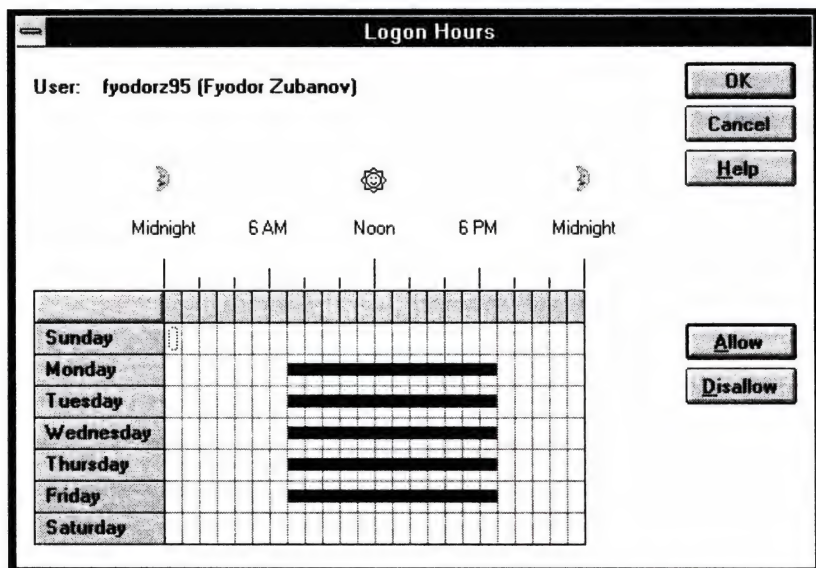 Logon Hours
User: fyodorz95 (Fyodor Zubanov)
OK
Cancel
Help
Midnight 6 AM Noon 6 PM Midnight
Sunday
Monday
Tuesday
Wednesday
Thursday
Friday
Saturday
Allow
Disallow